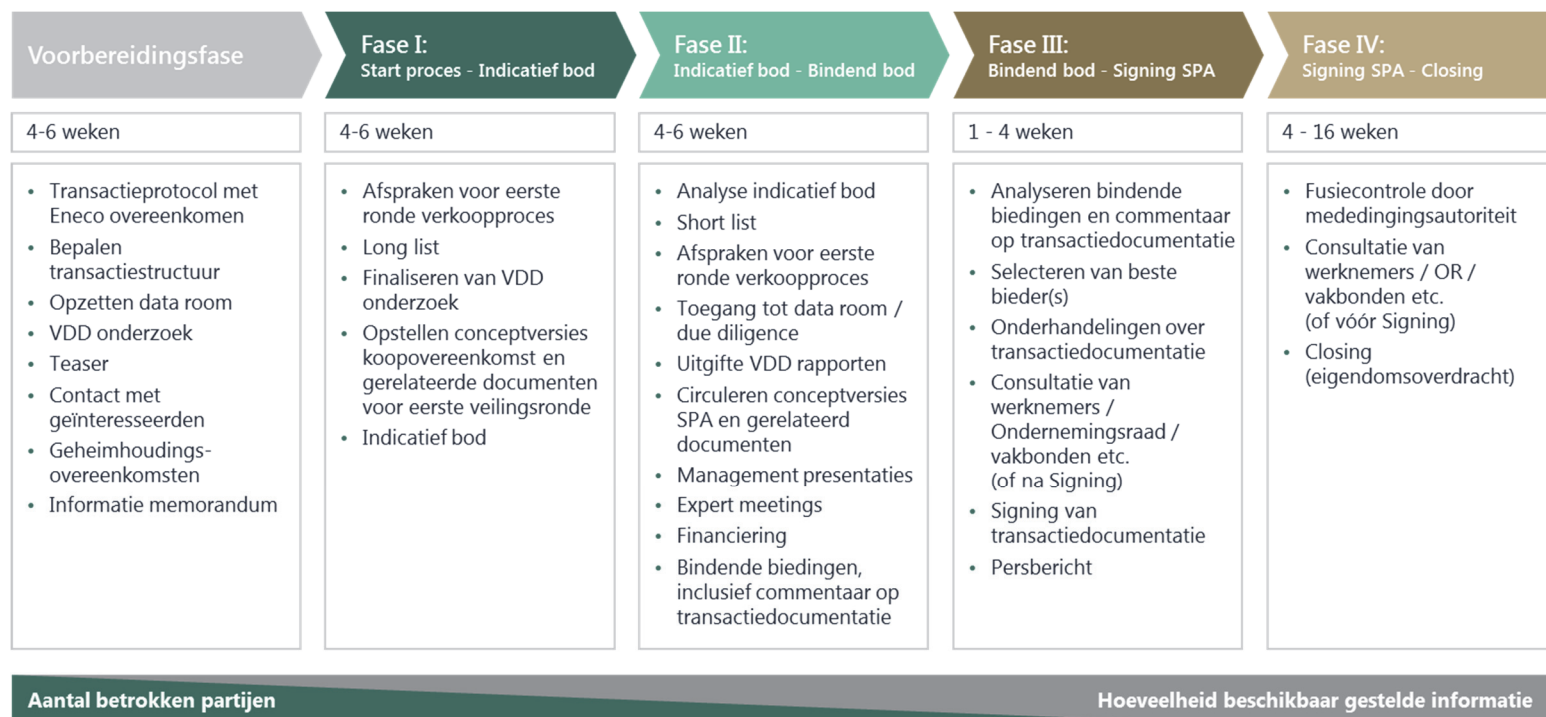 Voorbereidingsfase
4-6 weken
• Transactieprotocol met
Eneco overeenkomen
• Bepalen
transactiestructuur
• Opzetten data room
• VDD onderzoek
• Teaser
• Contact met
geïnteresseerden
• Geheimhoudings-
overeenkomsten
• Informatie memorandum
Fase I:
Start proces - Indicatief bod
4-6 weken
• Afspraken voor eerste
ronde verkoopproces
• Long list
• Finaliseren van VDD
onderzoek
• Opstellen conceptversies
koopovereenkomst en
gerelateerde documenten
voor eerste veilingsronde
• Indicatief bod
Fase II:
Indicatief bod - Bindend bod
4-6 weken
• Analyse indicatief bod
• Short list
• Afspraken voor eerste
ronde verkoopproces
• Toegang tot data room /
due diligence
• Uitgifte VDD rapporten
• Circuleren conceptversies
SPA en gerelateerd
documenten
• Management presentaties
• Expert meetings
• Financiering
• Bindende biedingen,
inclusief commentaar op
transactiedocumentatie
Fase III:
Bindend bod - Signing SPA
1 - 4 weken
• Analyseren bindende
biedingen en commentaar
op transactiedocumentatie
• Selecteren van beste
bieder(s)
• Onderhandelingen over
transactiedocumentatie
• Consultatie van
werknemers /
Ondernemingsraad /
vakbonden etc.
(of na Signing)
• Signing van
transactiedocumentatie
• Persbericht
Fase IV:
Signing SPA - Closing
4 - 16 weken
• Fusiecontrole door
mededingingsautoriteit
• Consultatie van
werknemers / OR /
vakbonden etc.
(of vóór Signing)
• Closing
(eigendomsoverdracht)
Aantal betrokken partijen
Hoeveelheid beschikbaar gestelde informatie